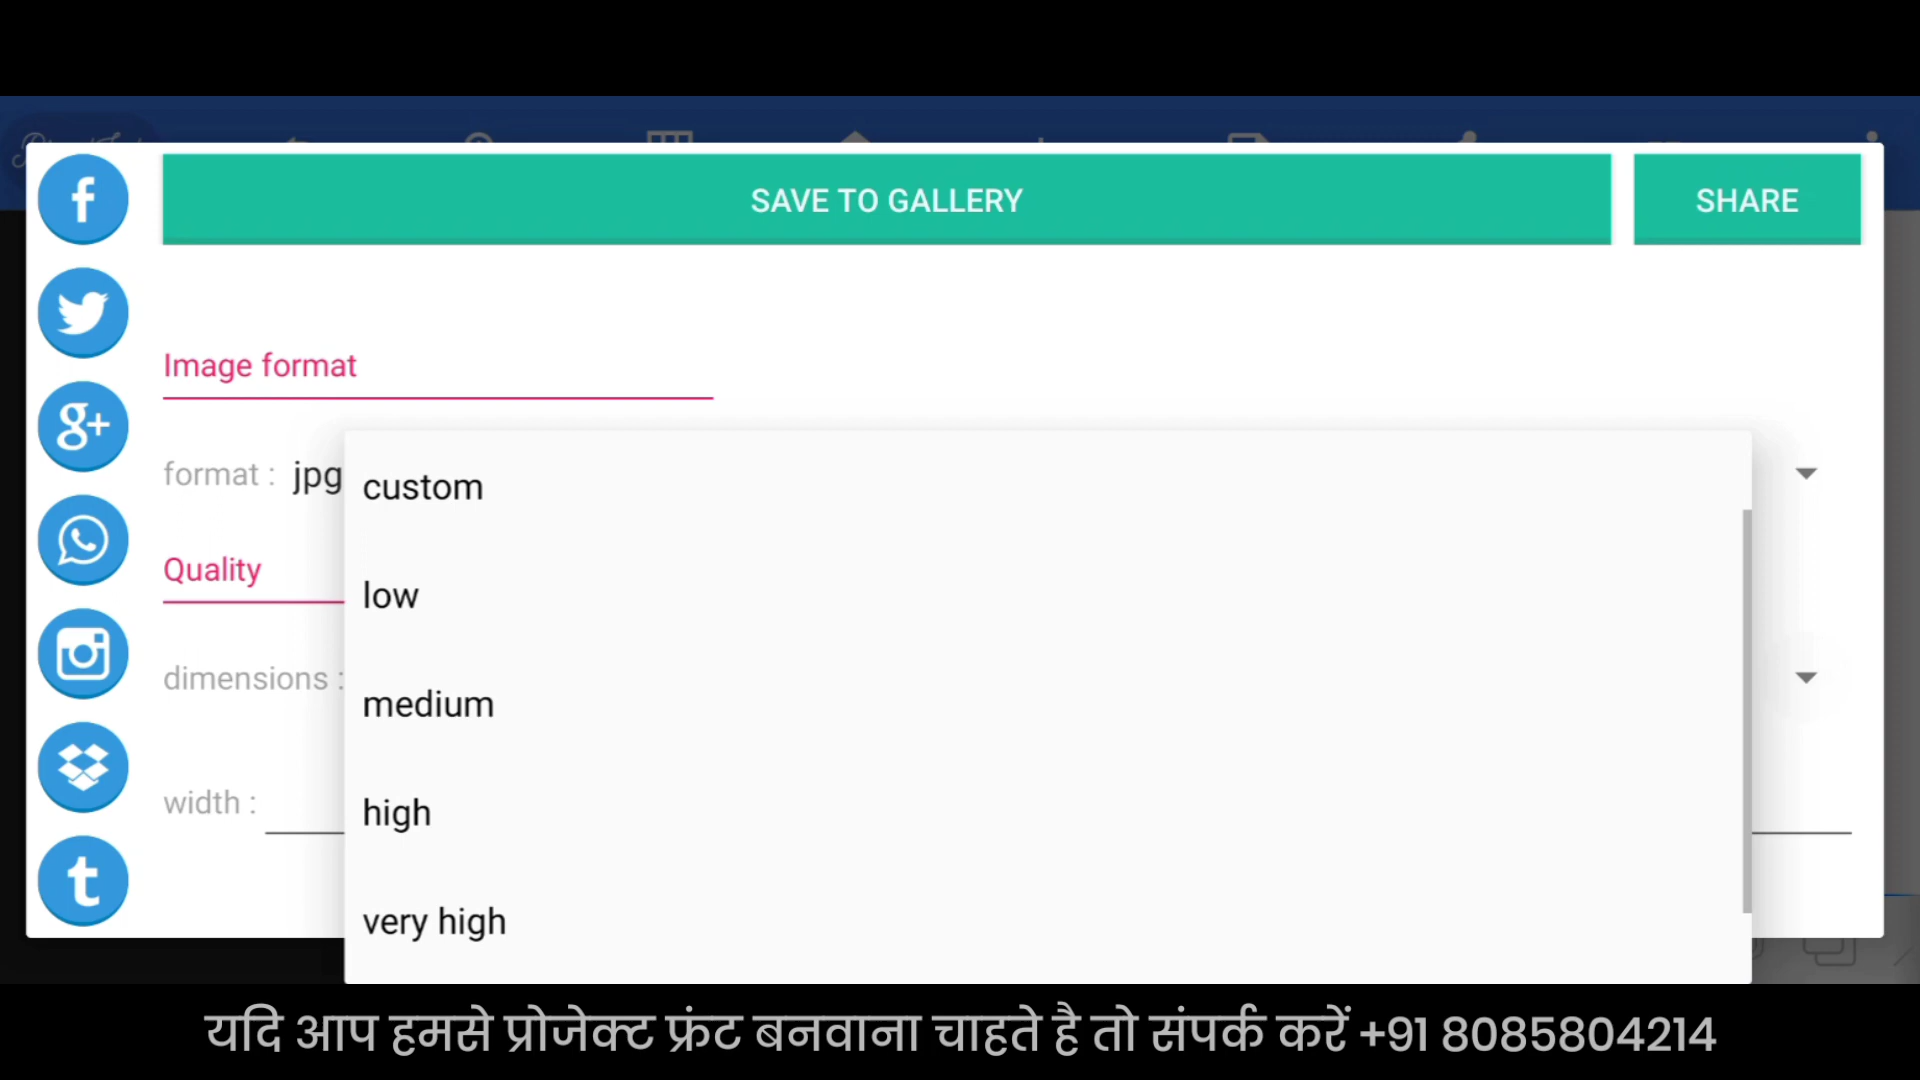 SAVE TO GALLERY
SHARE
Image format
format : jpg
custom
Quality
low
dimensions :
medium
width :
high
very high
यदि आप हमसे प्रोजेक्ट फ्रंट बनवाना चाहते है तो संपर्क करें +91 8085804214